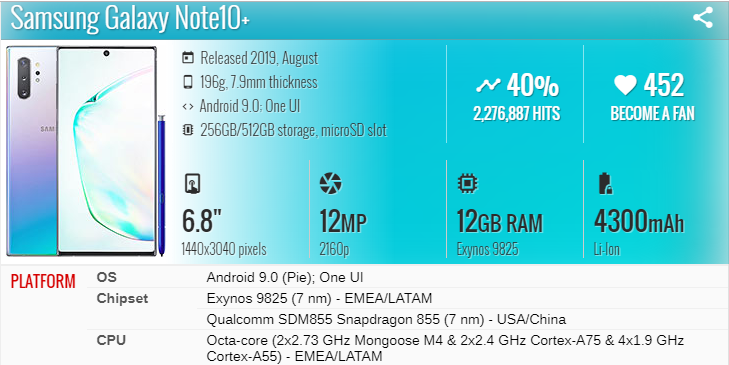 Samsung Galaxy Note10+
Released 2019, August
196g, 7.9mm thickness
Android 9.0; One UI
256GB/512GB storage, microSD slot
40%
2,276,887 HITS
452
BECOME A FAN
SAM
6.8"
1440x3040 pixels
12MP
2160p
12GB RAM
Exynos 9825
4300mAh
Li-Ion
PLATFORM
OS Android 9.0 (Pie); One UI
Chipset Exynos 9825 (7 nm) - EMEA/LATAM
Qualcomm SDM855 Snapdragon 855 (7 nm) - USA/China
CPU Octa-core (2x2.73 GHz Mongoose M4 & 2x2.4 GHz Cortex-A75 & 4x1.9 GHz
Cortex-A55) - EMEA/LATAM